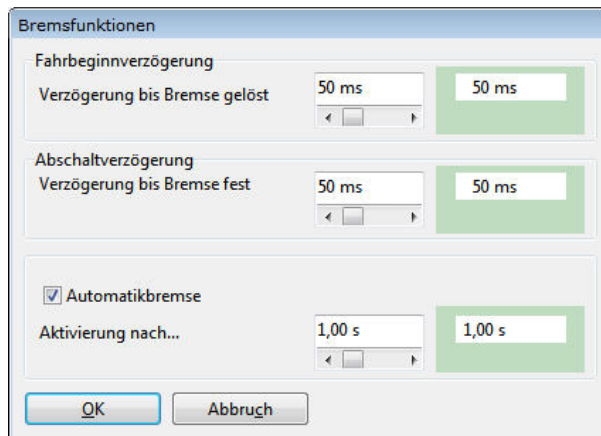 Bremsfunktionen
Fahrbeginnverzögerung
Verzögerung bis Bremse gelöst 50 ms 50 ms
Abschaltverzögerung
Verzögerung bis Bremse fest 50 ms 50 ms
Automatikbremse
Aktivierung nach... 1,00 s 1,00 s
OK Abbruch